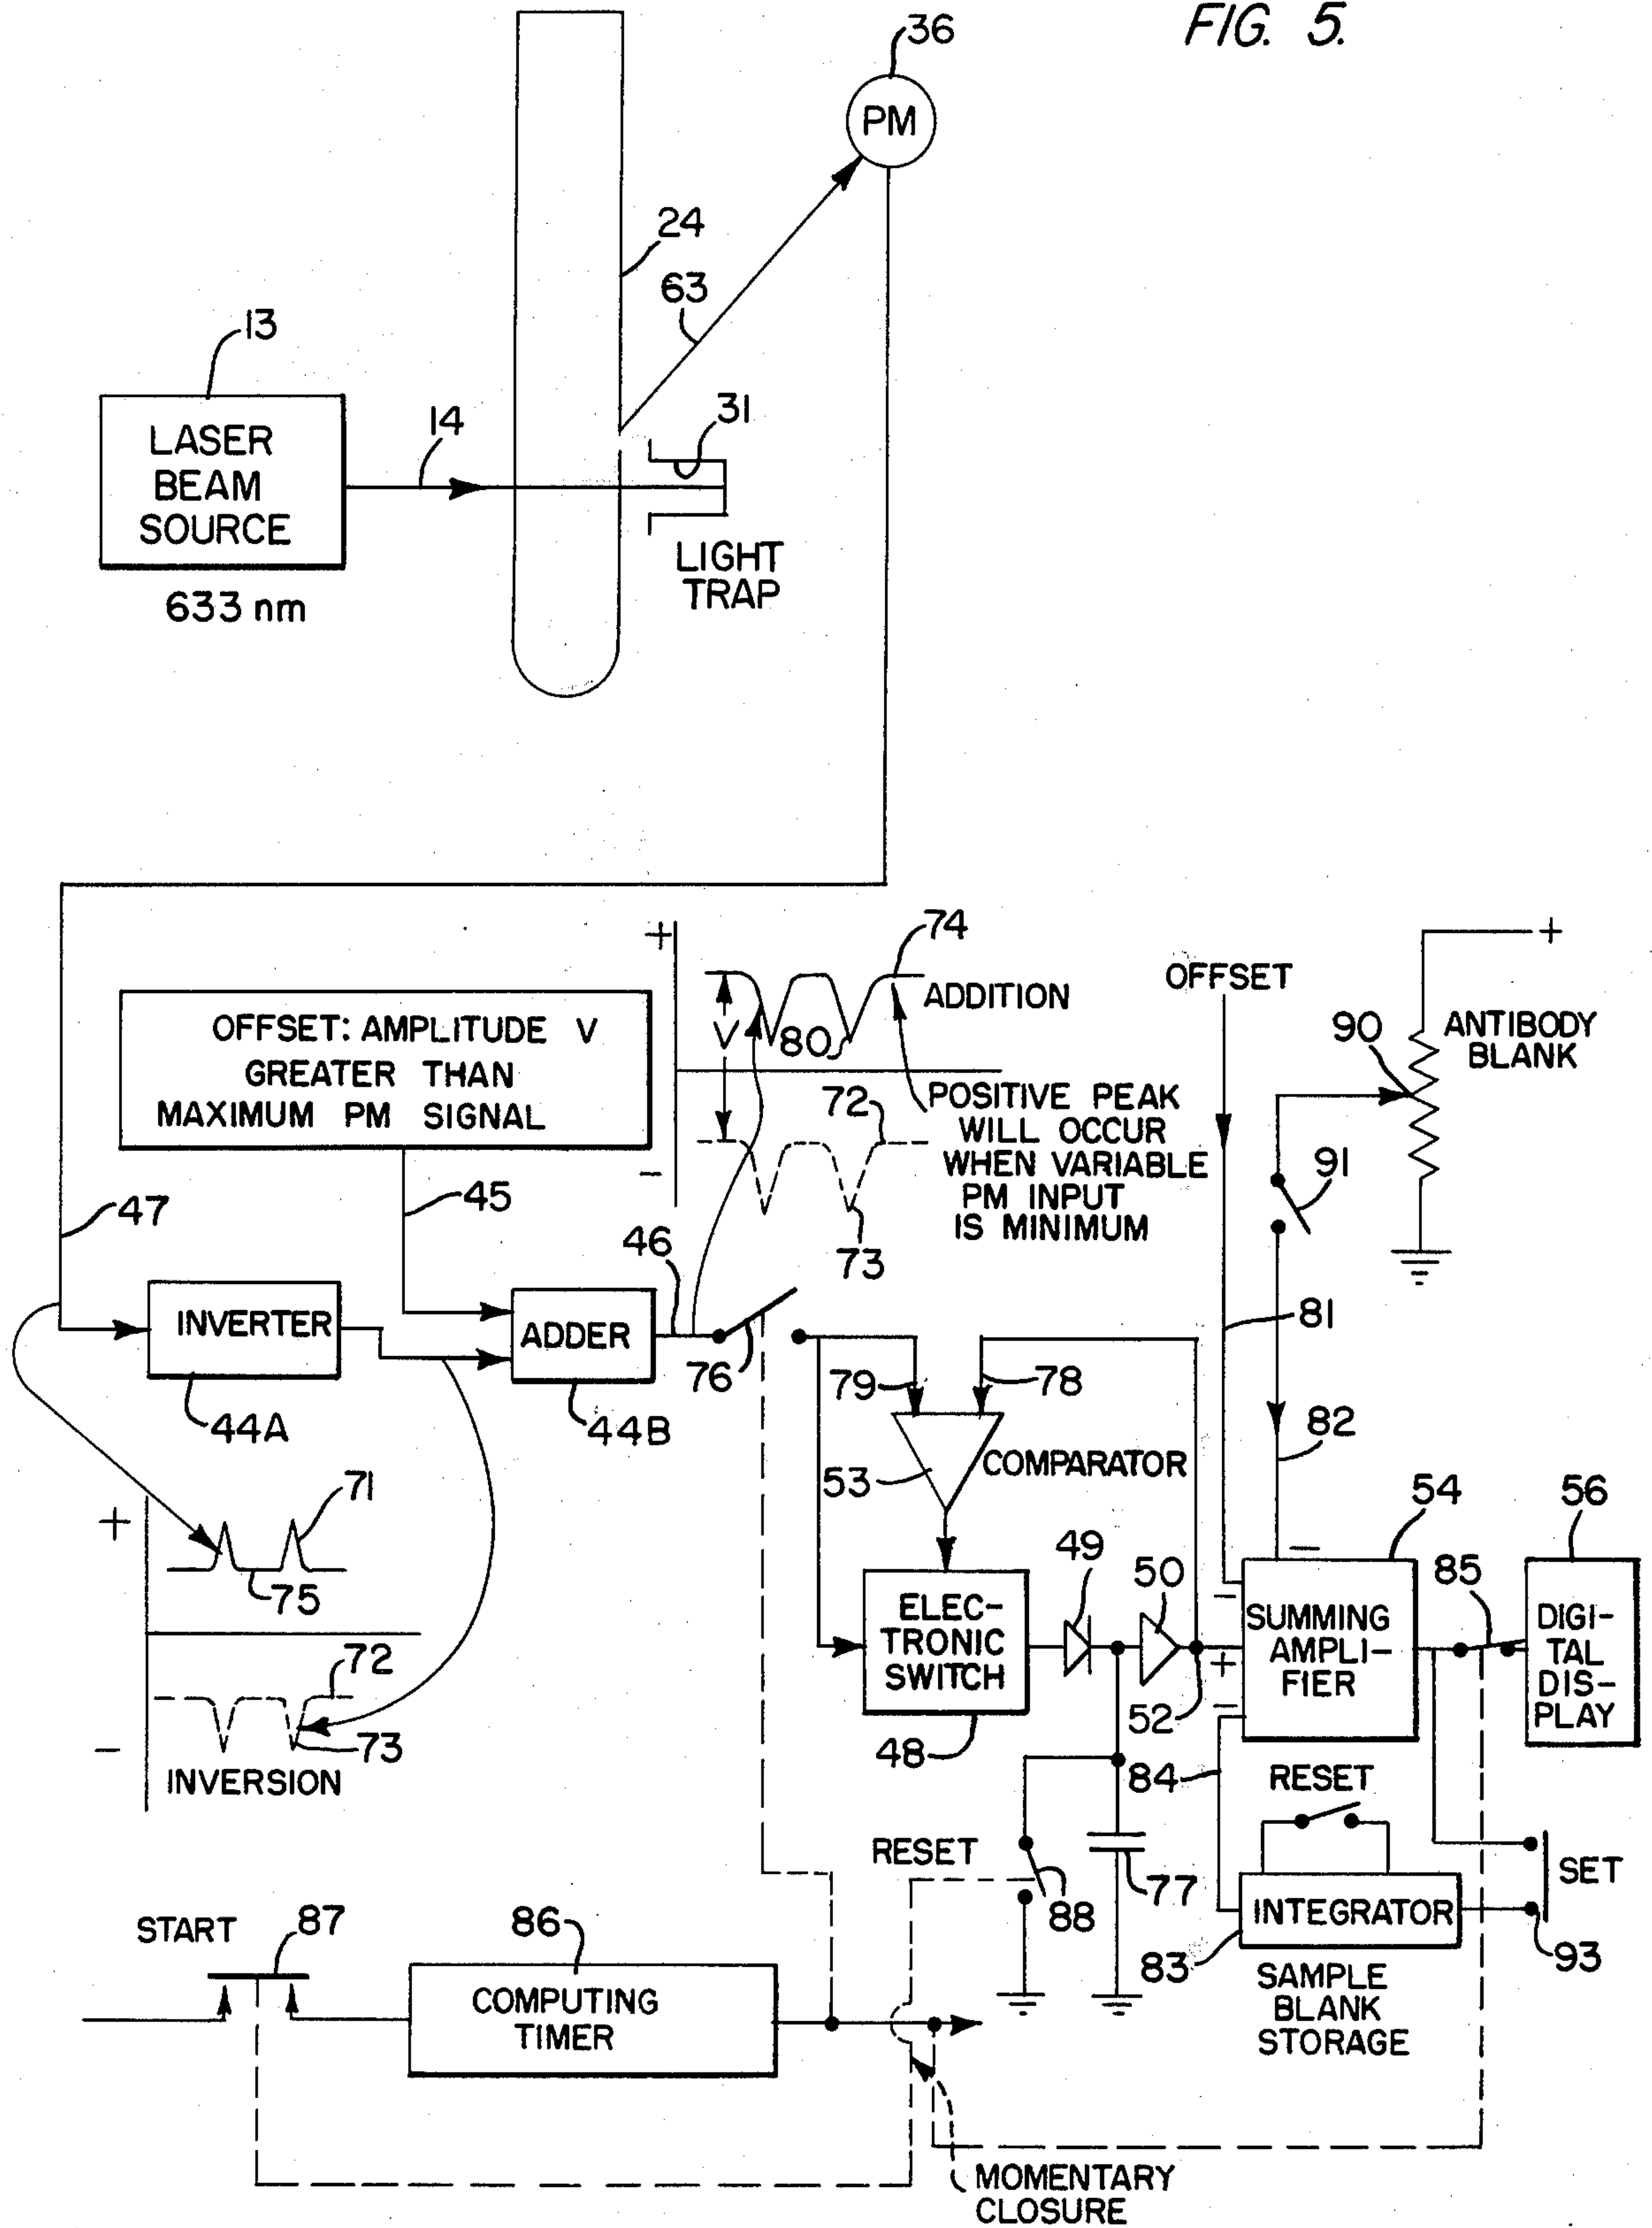 FIG. 5.
36
PM
24
63
13
LASER
BEAM
SOURCE
14
31
LIGHT
TRAP
633 nm
+
74
ADDITION
OFFSET
+
90
ANTIBODY
BLANK
OFFSET: AMPLITUDE V
GREATER THAN
MAXIMUM PM SIGNAL
V
80
72
POSITIVE PEAK
WILL OCCUR
WHEN VARIABLE
PM INPUT
IS MINIMUM
-
73
91
47
45
46
81
INVERTER
ADDER
76
79
78
44A
44B
82
53
COMPARATOR
71
+
75
54
56
49
50
85
-
-
ELEC-
TRONIC
SWITCH
SUMMING
AMPLI-
FIER
DIGI-
TAL
DIS-
PLAY
+
-
72
73
-
INVERSION
52
48
84
RESET
RESET
88
77
SET
INTEGRATOR
93
83
SAMPLE
BLANK
STORAGE
START
87
86
COMPUTING
TIMER
MOMENTARY
CLOSURE